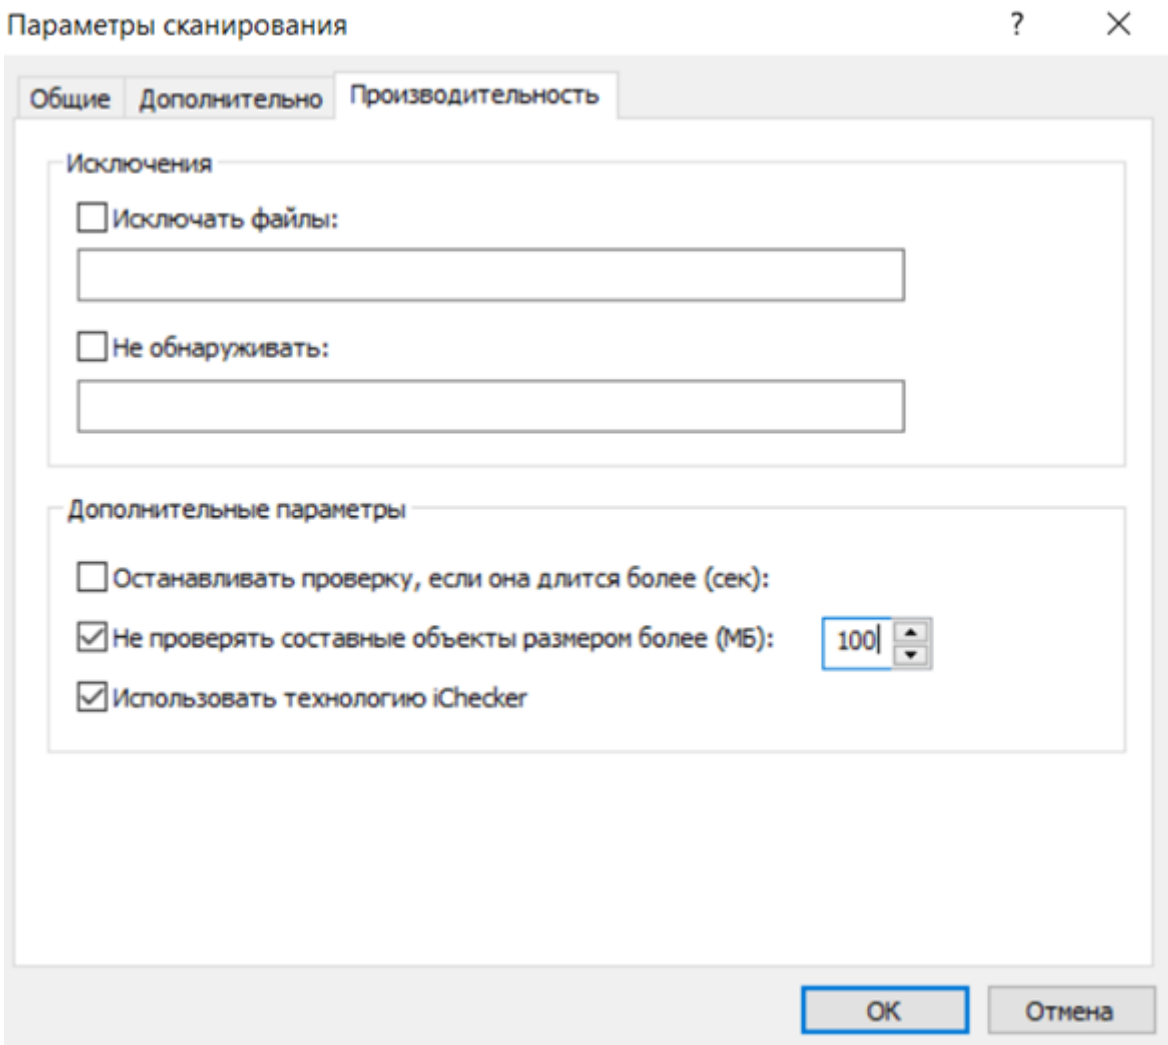 Параметры сканирования ?
Общие Дополнительно Производительность
Исключения
Исключать файлы:
Не обнаруживать:
Дополнительные параметры
Останавливать проверку, если она длится более (сек):
Не проверять составные объекты размером более (МБ): 100
Использовать технологию iChecker
ОК Отмена